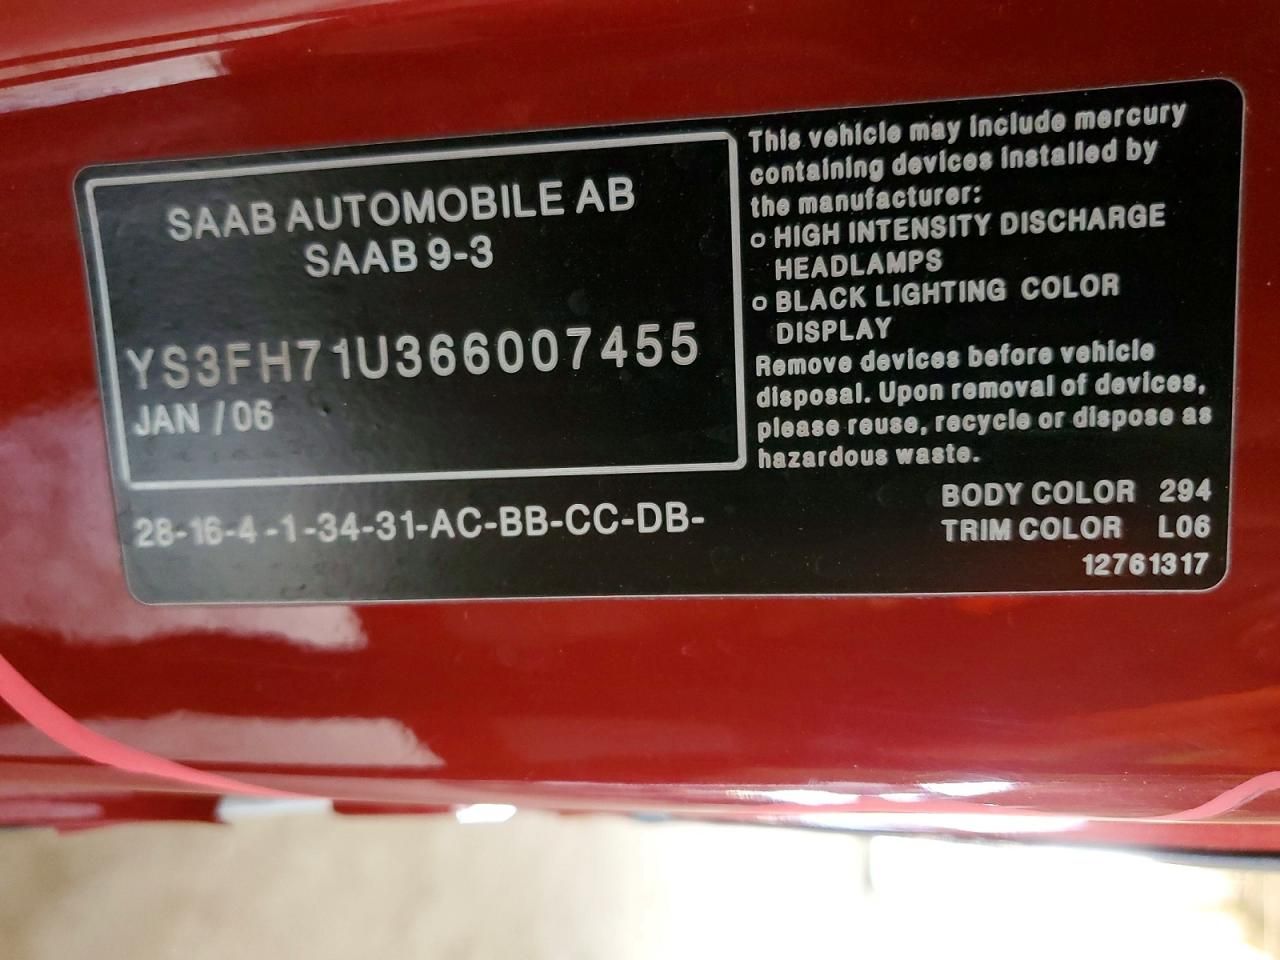 SAAB AUTOMOBILE AB
SAAB 9-3
YS3FH71U366007455
JAN / 06
28-16-4 -1-34-31-AC-BB-CC-DB-
This vehicle may include mercury
containing devices installed by
the manufacturer:
o HIGH INTENSITY DISCHARGE
HEADLAMPS
o BLACK LIGHTING COLOR
DISPLAY
Remove devices before vehicle
disposal. Upon removal of devices,
please reuse, recycle or dispose as
hazardous waste.
BODY COLOR 294
TRIM COLOR L06
12761317